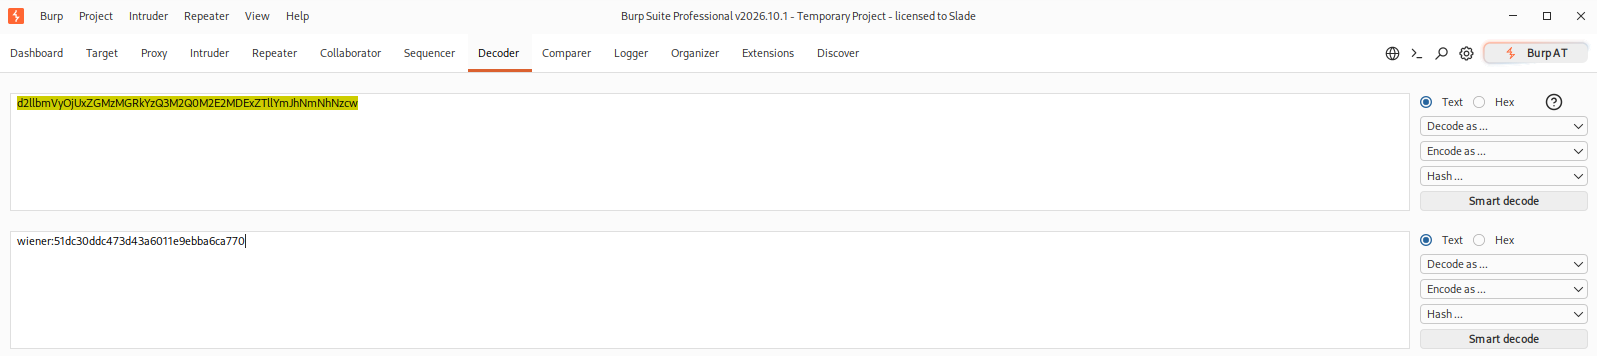 Burp Project Intruder Repeater View Help Burp Suite Professional v2026.10.1 - Temporary Project - licensed to Slade
Dashboard Target Proxy Intruder Repeater Collaborator Sequencer Decoder Comparer Logger Organizer Extensions Discover Burp AT
d2llbmVyOjUxZGMzMGRkYzQ3M2Q0M2E2MDExZTllYmJhNmNhNzcw
Text Hex
Decode as ...
Encode as ...
Hash ...
Smart decode
wiener:51dc30ddc473d43a6011e9ebba6ca770
Text Hex
Decode as ...
Encode as ...
Hash ...
Smart decode